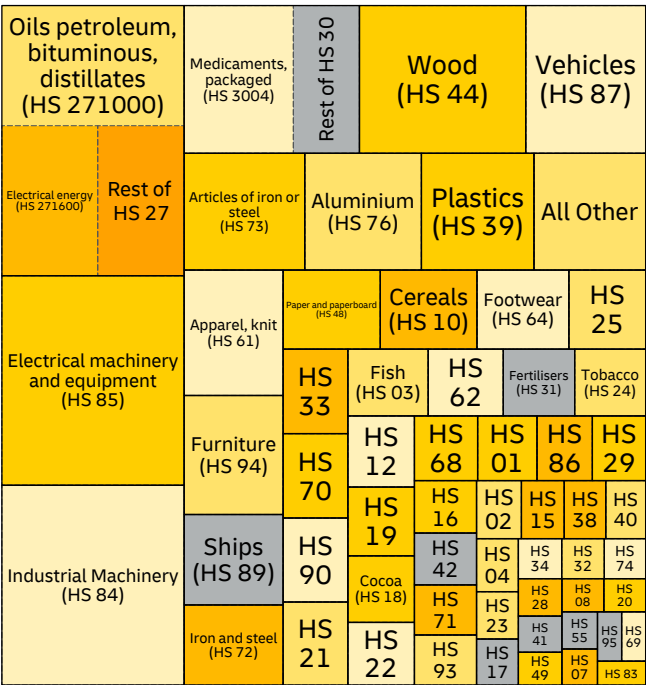 Oils petroleum,
bituminous,
distillates
(HS 271000)
Electrical energy
(HS 271600)
Rest of
HS 27
Electrical machinery
and equipment
(HS 85)
Industrial Machinery
(HS 84)
Medicaments,
packaged
(HS 3004)
Rest of HS 30
Wood
(HS 44)
Vehicles
(HS 87)
Articles of iron or
steel
(HS 73)
Aluminium
(HS 76)
Plastics
(HS 39)
All Other
Apparel, knit
(HS 61)
Furniture
(HS 94)
Ships
(HS 89)
Iron and steel
(HS 72)
Paper and paperboard
(HS 48)
Cereals
(HS 10)
Footwear
(HS 64)
HS
25
HS
33
HS
70
HS
90
HS
21
Fish
(HS 03)
HS
62
Fertilisers
(HS 31)
Tobacco
(HS 24)
HS
12
HS
19
Cocoa
(HS 18)
HS
22
HS
68
HS
01
HS
86
HS
29
HS
16
HS
42
HS
71
HS
93
HS
02
HS
04
HS
23
HS
17
HS
15
HS
38
HS
40
HS
34
HS
32
HS
74
HS
28
HS
08
HS
20
HS
41
HS
55
HS
95
HS
69
HS
49
HS
07
HS 83